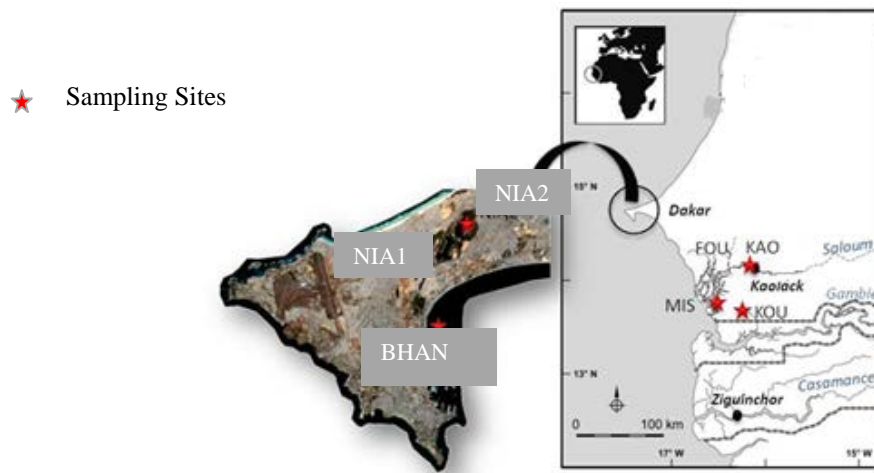 Sampling Sites
NIA2
NIA1
BHAN
15° N
Dakar
FOU KAO
Saloum
Kaolack
Gambie
MIS
KOU
13° N
Casamance
Ziguinchor
0 100 km
17° W
15° W